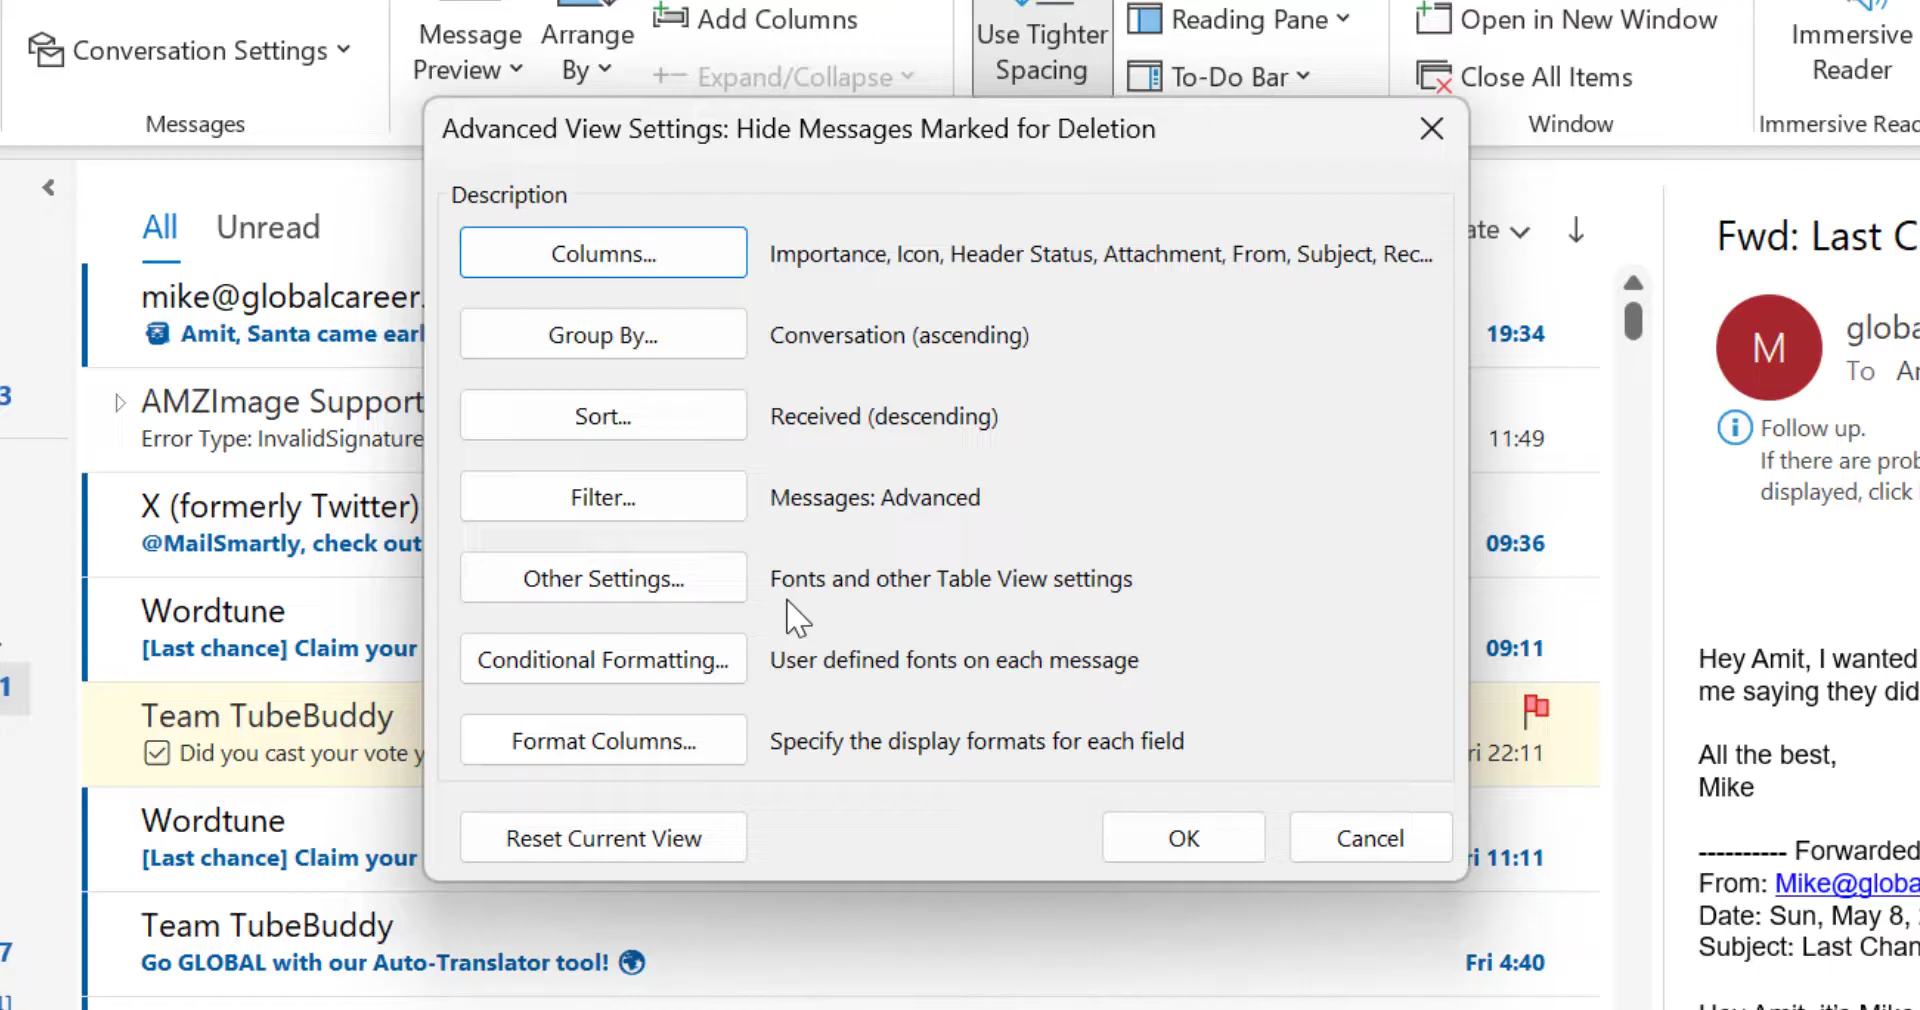 Conversation Settings
Messages
Message
Preview
Arrange
By
Add Columns
Expand/Collapse
Use Tighter
Spacing
Reading Pane
To-Do Bar
Open in New Window
Close All Items
Window
Immersive
Reader
Immersive Reac
Advanced View Settings: Hide Messages Marked for Deletion
Description
Columns...
Importance, Icon, Header Status, Attachment, From, Subject, Rec...
Group By...
Conversation (ascending)
Sort...
Received (descending)
Filter...
Messages: Advanced
Other Settings...
Fonts and other Table View settings
Conditional Formatting...
User defined fonts on each message
Format Columns...
Specify the display formats for each field
Reset Current View
OK
Cancel
3
1
7
All
Unread
ate
mike@globalcareer.
Amit, Santa came earl
19:34
AMZImage Support
Error Type: InvalidSignature
11:49
X (formerly Twitter)
@MailSmartly, check out
09:36
Wordtune
[Last chance] Claim your
09:11
Team TubeBuddy
Did you cast your vote y
ri 22:11
Wordtune
[Last chance] Claim your
ri 11:11
Team TubeBuddy
Go GLOBAL with our Auto-Translator tool!
Fri 4:40
Fwd: Last C
M
globa
To
Follow up.
If there are prob
displayed, click
Hey Amit, I wanted
me saying they did
All the best,
Mike
---------- Forwarded
From: Mike@globa
Date: Sun, May 8,
Subject: Last Chan